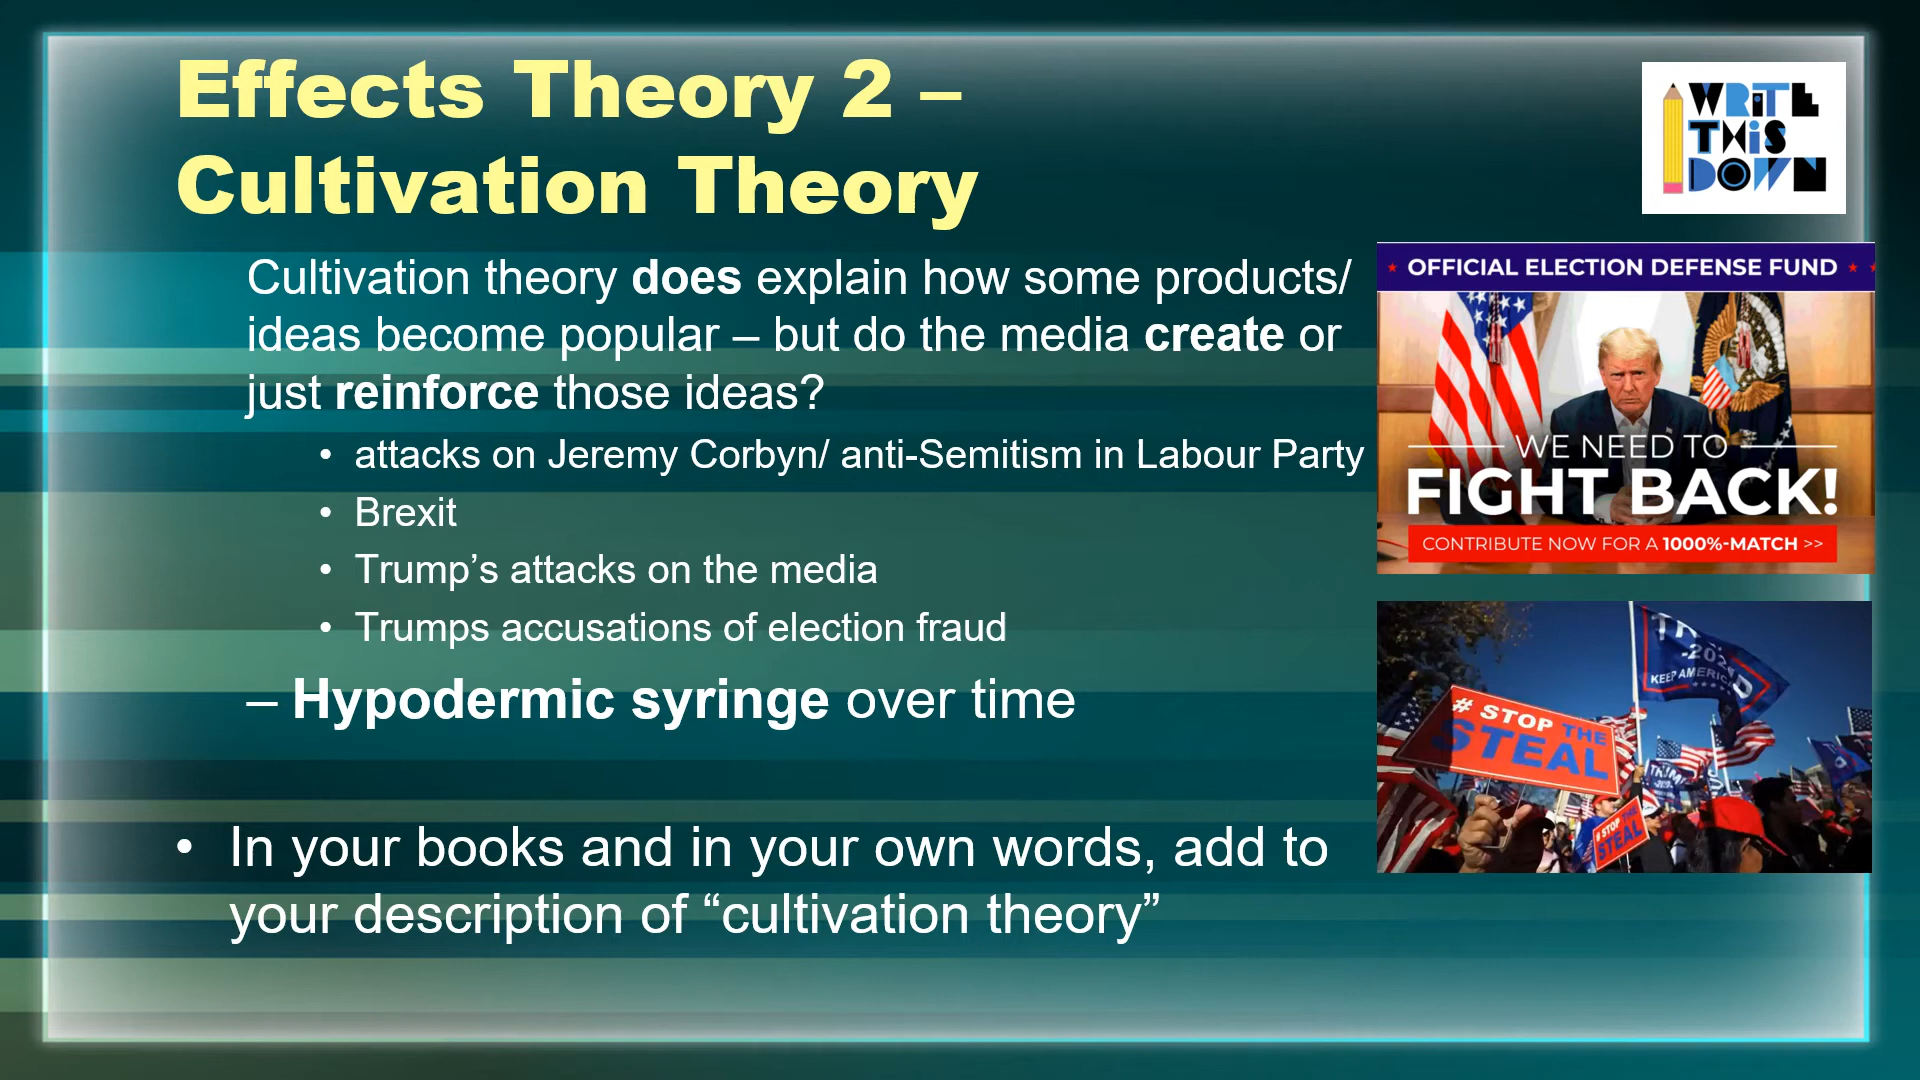 Effects Theory 2 –
Cultivation Theory
WRITE
THIS
DOWN
Cultivation theory does explain how some products/
ideas become popular – but do the media create or
just reinforce those ideas?
• attacks on Jeremy Corbyn/ anti-Semitism in Labour Party
• Brexit
• Trump’s attacks on the media
• Trumps accusations of election fraud
– Hypodermic syringe over time
• In your books and in your own words, add to
your description of “cultivation theory”
OFFICIAL ELECTION DEFENSE FUND
WE NEED TO
FIGHT BACK!
CONTRIBUTE NOW FOR A 1000%-MATCH >>
# STOP THE
STEAL
KEEP AMERIC
STOP THE
STEAL